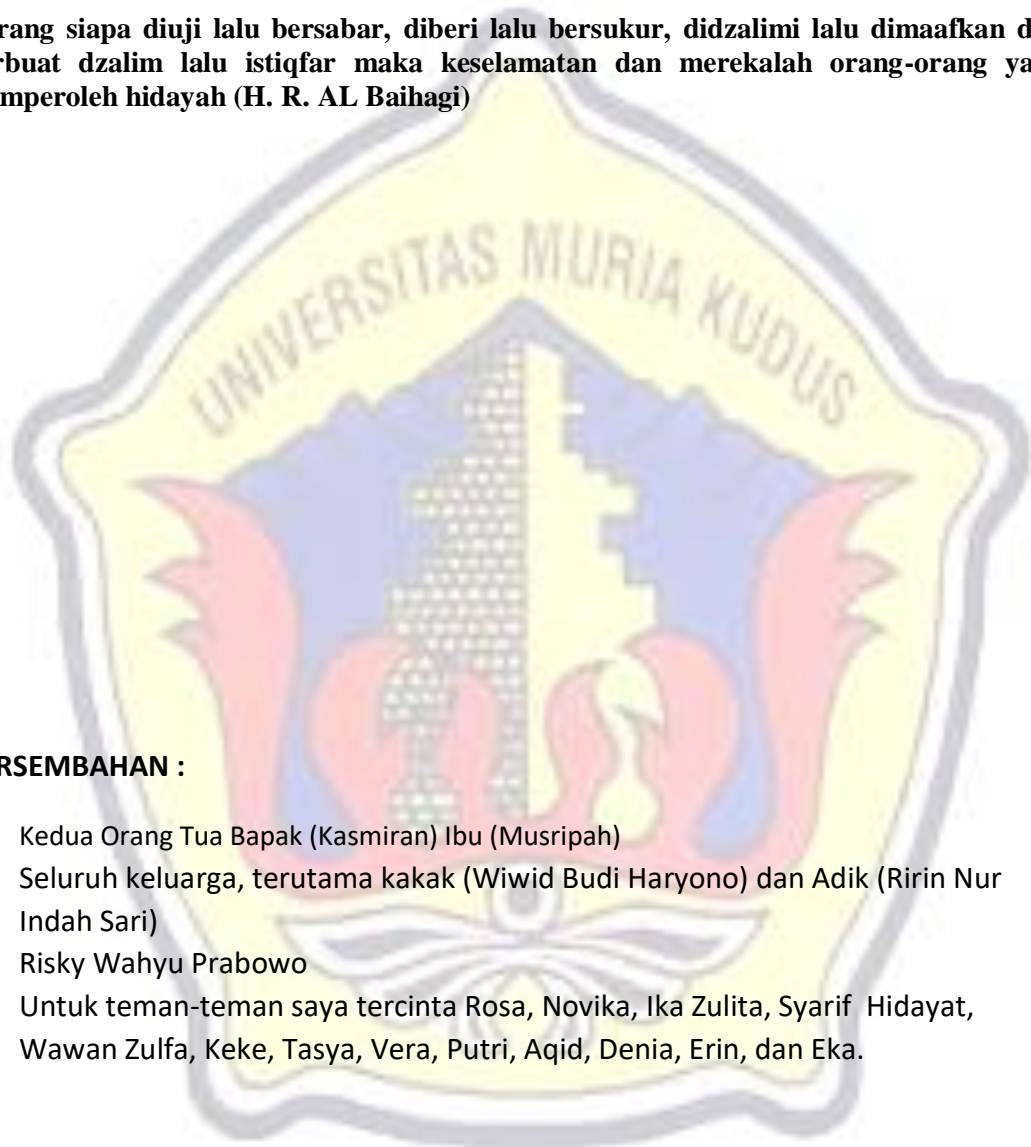 rang siapa diuji lalu bersabar, diberi lalu bersukur, didzalimi lalu dimaafkan d
rbuat dzalim lalu istiqfar maka keselamatan dan merekalah orang-orang ya
mperoleh hidayah (H. R. AL Baihagi)
UNIVERSITAS MURIA KUDUS
RSEMBAHAN :
Kedua Orang Tua Bapak (Kasmiran) Ibu (Musripah)
Seluruh keluarga, terutama kakak (Wiwid Budi Haryono) dan Adik (Ririn Nur
Indah Sari)
Risky Wahyu Prabowo
Untuk teman-teman saya tercinta Rosa, Novika, Ika Zulita, Syarif Hidayat,
Wawan Zulfa, Keke, Tasya, Vera, Putri, Aqid, Denia, Erin, dan Eka.